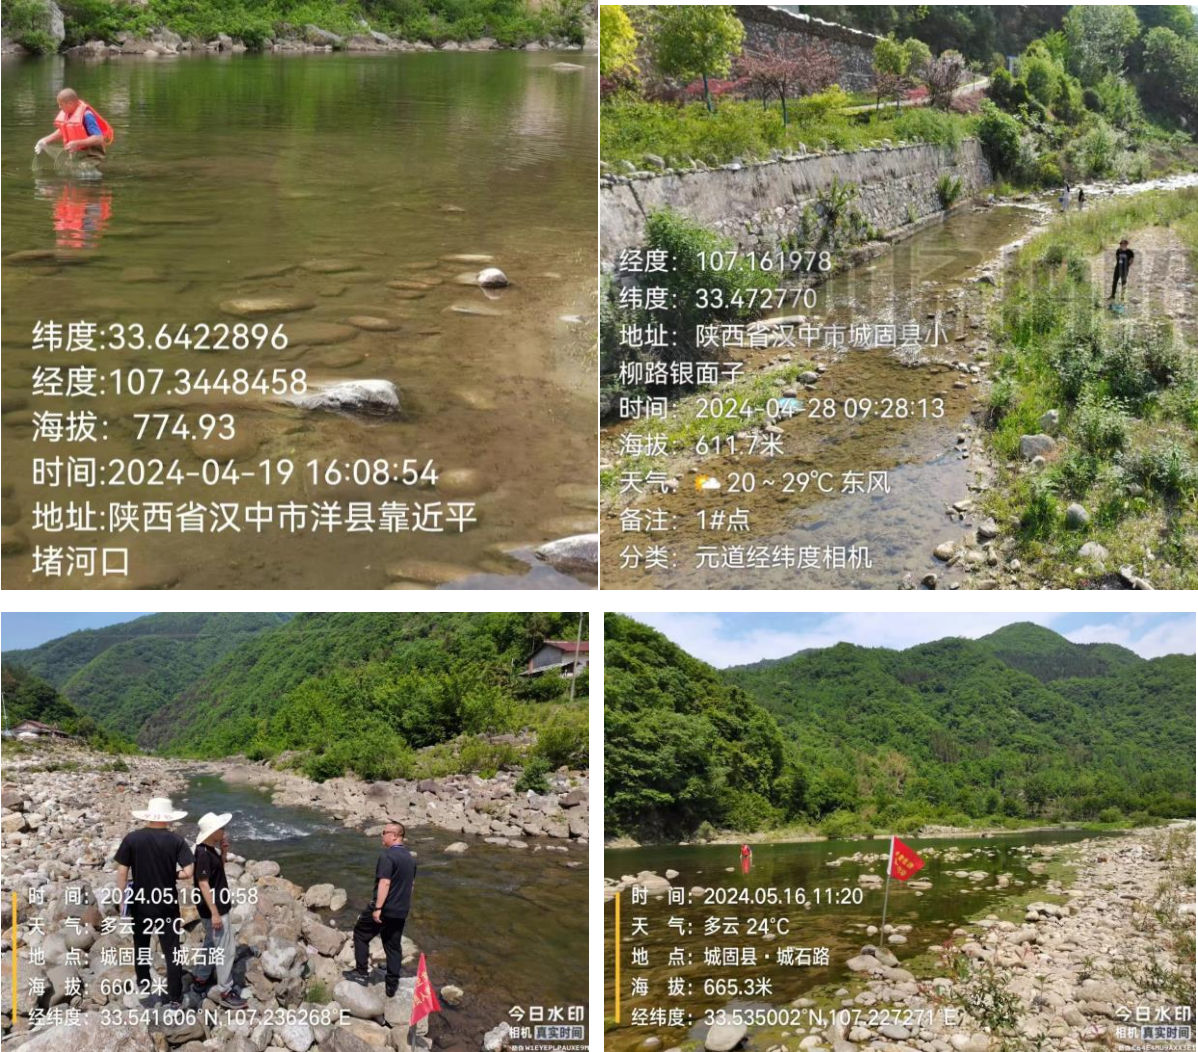 纬度:33.6422896
经度:107.3448458
海拔：774.93
时间:2024-04-19 16:08:54
地址:陕西省汉中市洋县靠近平
堵河口
经度：107.161978
纬度：33.472770
地址：陕西省汉中市城固县小
柳路银面子
时间：2024-04-28 09:28:13
海拔：611.7米
天气：20 ~ 29℃ 东风
备注：1#点
分类：元道经纬度相机
时 间：2024.05.16 10:58
天 气：多云 22℃
地 点：城固县·城石路
海 拔：660.2米
经纬度：33.541606°N,107.236268°E
今日水印
相机 真实时间
时 间：2024.05.16 11:20
天 气：多云 24℃
地 点：城固县·城石路
海 拔：665.3米
经纬度：33.535002°N,107.227271°E
今日水印
相机 真实时间